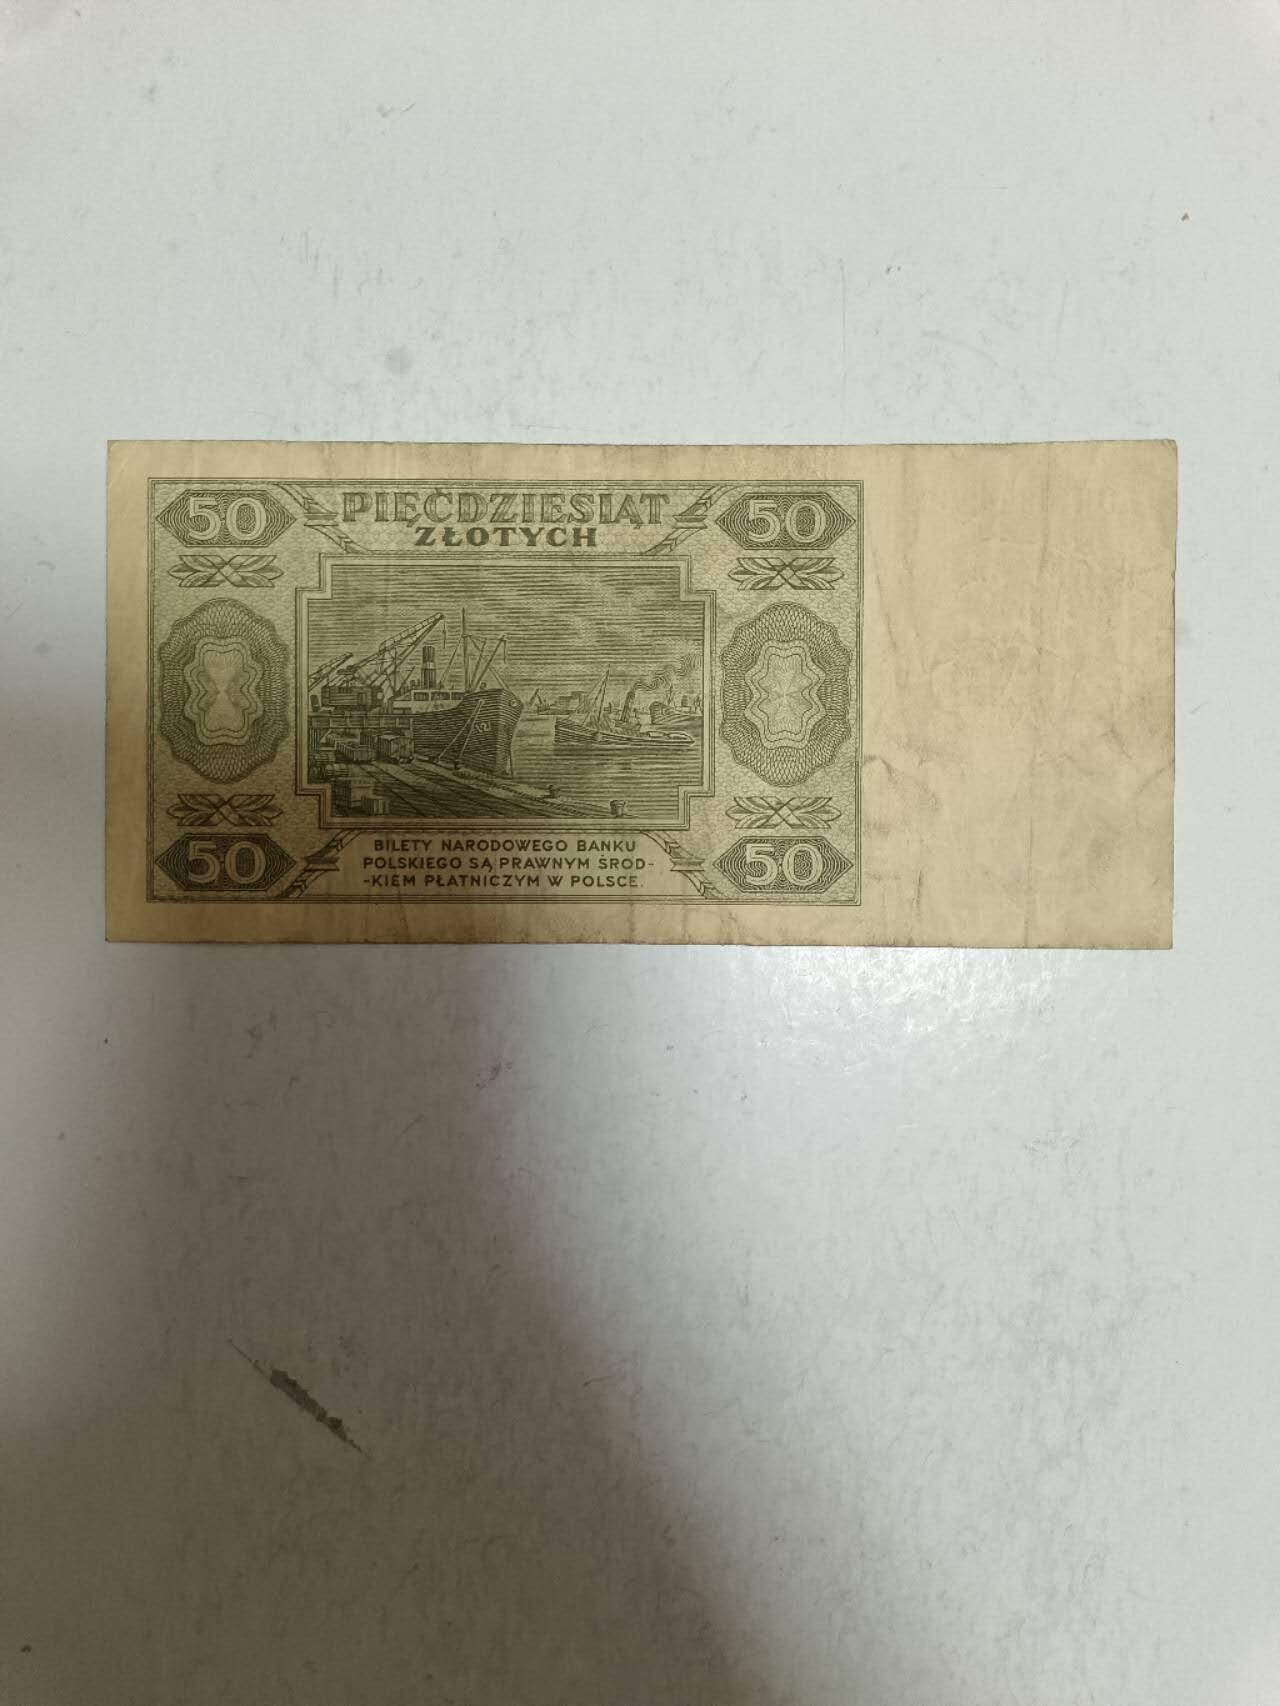 50 PIĘĆDZIESIĄT 50
ZŁOTYCH
50 BILETY NARODOWEGO BANKU 50
POLSKIEGO SĄ PRAWNYM ŚROD-
-KIEM PŁATNICZYM W POLSCE.